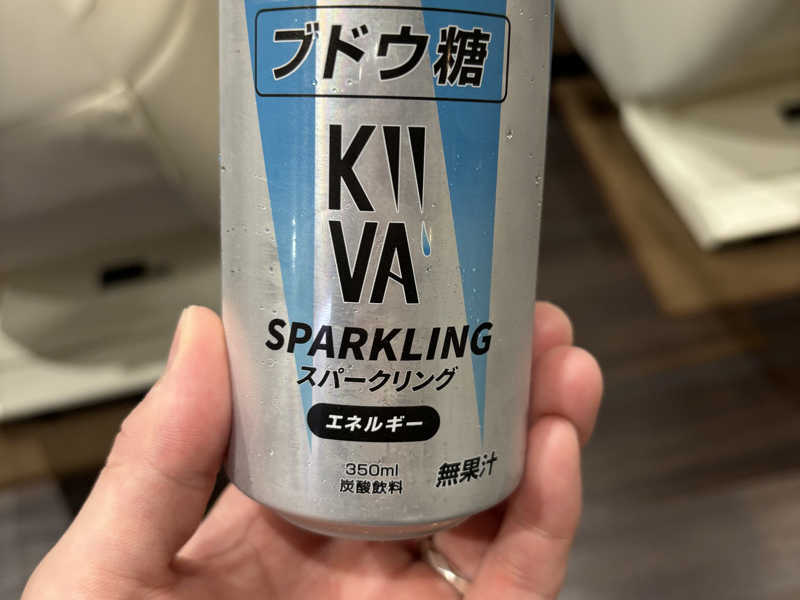 ブドウ糖
KII
VA
SPARKLING
スパークリング
エネルギー
350ml
炭酸飲料
無果汁